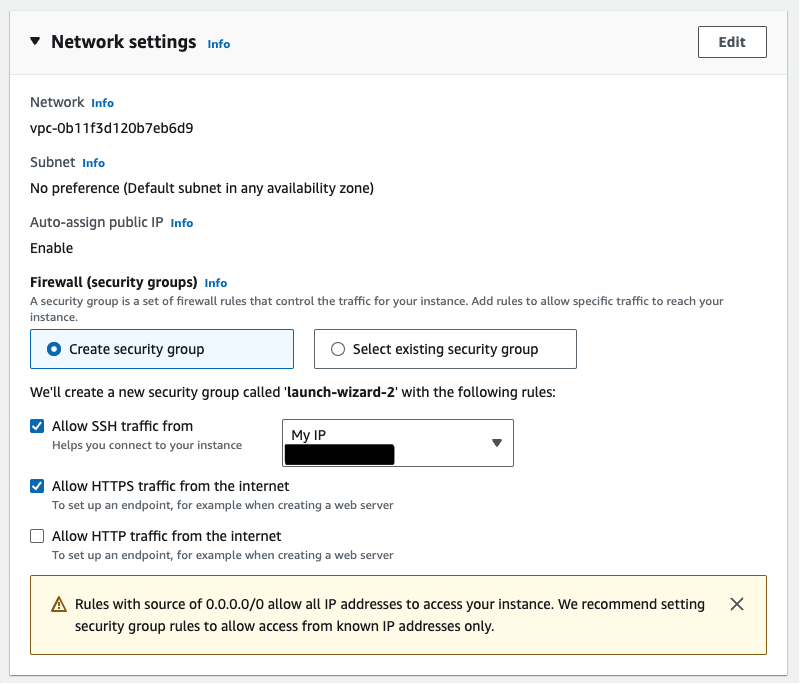 Network settings Info
Edit
Network Info
vpc-0b11f3d120b7eb6d9
Subnet Info
No preference (Default subnet in any availability zone)
Auto-assign public IP Info
Enable
Firewall (security groups) Info
A security group is a set of firewall rules that control the traffic for your instance. Add rules to allow specific traffic to reach your
instance.
Create security group
Select existing security group
We'll create a new security group called 'launch-wizard-2' with the following rules:
Allow SSH traffic from
Helps you connect to your instance
My IP
Allow HTTPS traffic from the internet
To set up an endpoint, for example when creating a web server
Allow HTTP traffic from the internet
To set up an endpoint, for example when creating a web server
Rules with source of 0.0.0.0/0 allow all IP addresses to access your instance. We recommend setting
security group rules to allow access from known IP addresses only.